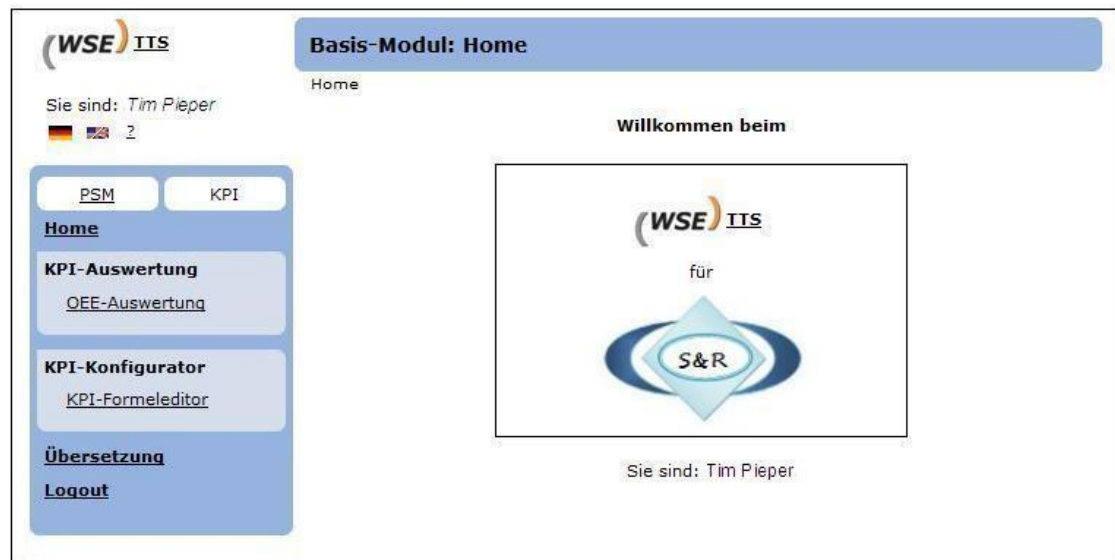 (WSE) TTS
Sie sind: Tim Pieper
?
PSM KPI
Home
KPI-Auswertung
OEE-Auswertung
KPI-Konfigurator
KPI-Formeleditor
Übersetzung
Logout
Basis-Modul: Home
Home
Willkommen beim
(WSE) TTS
für
S&R
Sie sind: Tim Pieper